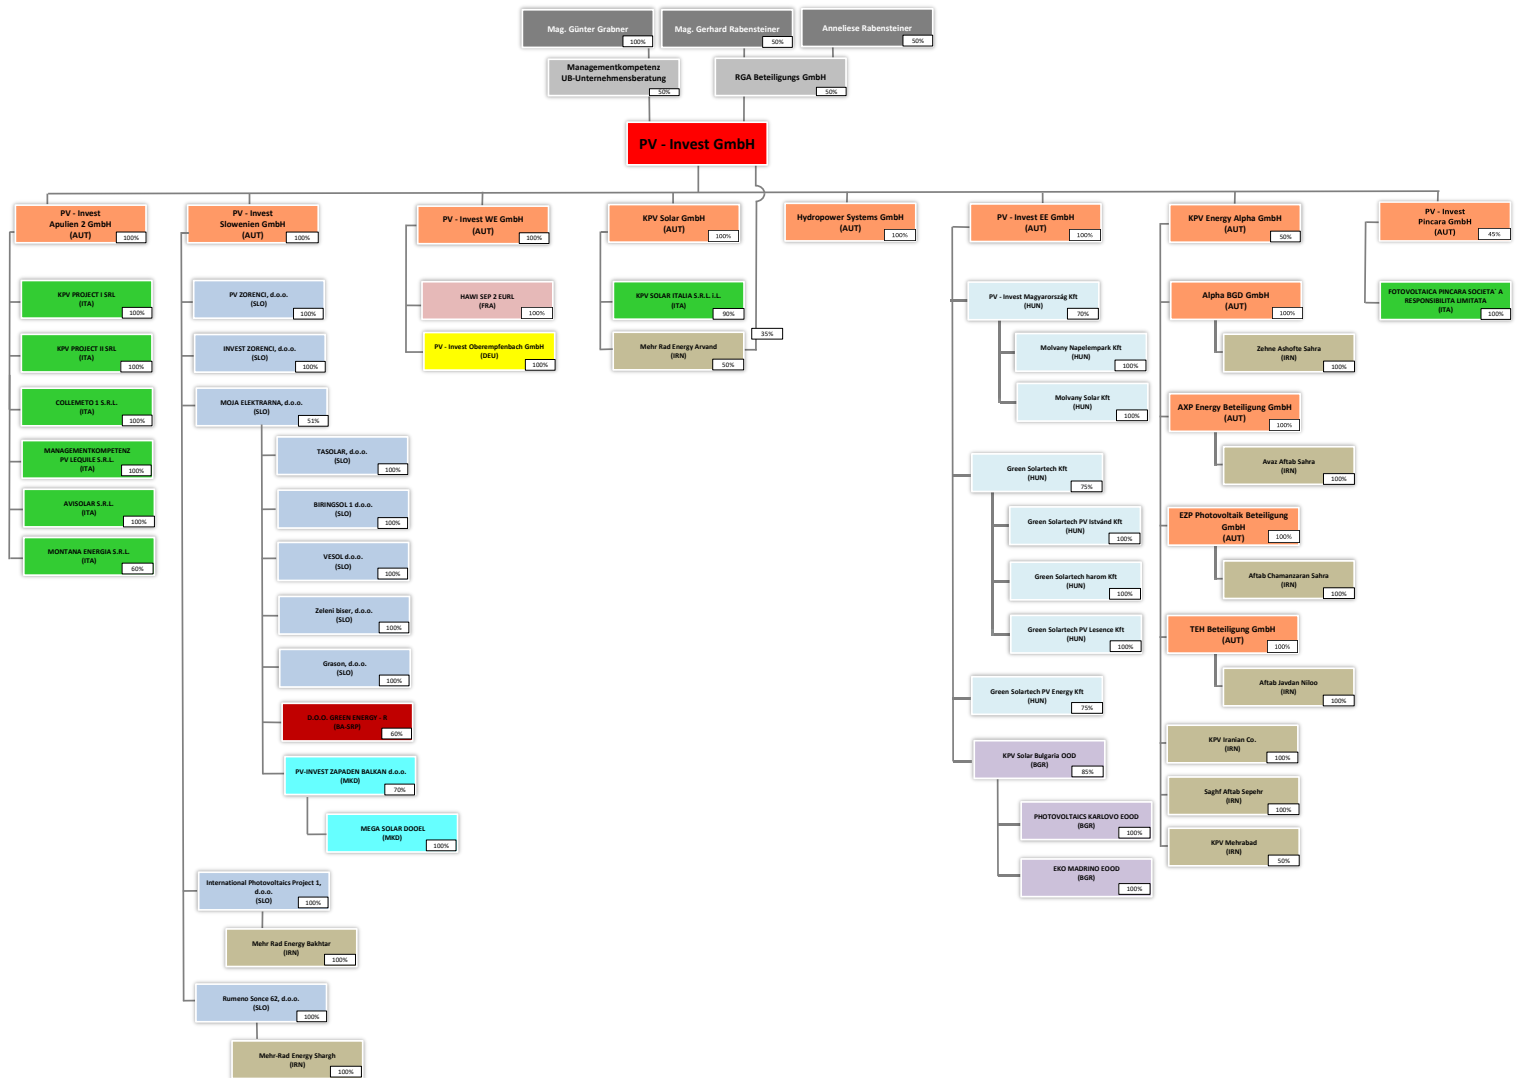 Mag. Günter Grabner
100%
Mag. Gerhard Rabensteiner
50%
Anneliese Rabensteiner
50%
Managementkompetenz
UB-Unternehmensberatung
50%
RGA Beteiligungs GmbH
50%
PV - Invest GmbH
PV - Invest
Apulien 2 GmbH
(AUT)
100%
KPV PROJECT I SRL
(ITA)
100%
KPV PROJECT II SRL
(ITA)
100%
COLLEMETO 1 S.R.L.
(ITA)
100%
MANAGEMENTKOMPETENZ
PV LEQUILE S.R.L.
(ITA)
100%
AVISOLAR S.R.L.
(ITA)
100%
MONTANA ENERGIA S.R.L.
(ITA)
60%
PV - Invest
Slowenien GmbH
(AUT)
100%
PV ZORENCI, d.o.o.
(SLO)
100%
INVEST ZORENCI, d.o.o.
(SLO)
100%
MOJA ELEKTRARNA, d.o.o.
(SLO)
51%
TASOLAR, d.o.o.
(SLO)
100%
BIRINGSOL 1 d.o.o.
(SLO)
100%
VESOL d.o.o.
(SLO)
100%
Zeleni biser, d.o.o.
(SLO)
100%
Grason, d.o.o.
(SLO)
100%
D.O.O. GREEN ENERGY - R
(BA-SRP)
60%
PV-INVEST ZAPADEN BALKAN d.o.o.
(MKD)
70%
MEGA SOLAR DOOEL
(MKD)
100%
International Photovoltaics Project 1,
d.o.o.
(SLO)
100%
Mehr Rad Energy Bakhtar
(IRN)
100%
Rumeno Sonce 62, d.o.o.
(SLO)
100%
Mehr-Rad Energy Shargh
(IRN)
100%
PV - Invest WE GmbH
(AUT)
100%
HAWI SEP 2 EURL
(FRA)
100%
PV - Invest Oberempfenbach GmbH
(DEU)
100%
KPV Solar GmbH
(AUT)
100%
KPV SOLAR ITALIA S.R.L. i.L.
(ITA)
90%
Mehr Rad Energy Arvand
(IRN)
50%
35%
Hydropower Systems GmbH
(AUT)
100%
PV - Invest EE GmbH
(AUT)
100%
PV - Invest Magyarország Kft
(HUN)
70%
Molvany Napelempark Kft
(HUN)
100%
Molvany Solar Kft
(HUN)
100%
Green Solartech Kft
(HUN)
75%
Green Solartech PV Istvánd Kft
(HUN)
100%
Green Solartech harom Kft
(HUN)
100%
Green Solartech PV Lesence Kft
(HUN)
100%
Green Solartech PV Energy Kft
(HUN)
75%
KPV Solar Bulgaria OOD
(BGR)
85%
PHOTOVOLTAICS KARLOVO EOOD
(BGR)
100%
EKO MADRINO EOOD
(BGR)
100%
KPV Energy Alpha GmbH
(AUT)
50%
Alpha BGD GmbH
(AUT)
100%
Zehne Ashofte Sahra
(IRN)
100%
AXP Energy Beteiligung GmbH
(AUT)
100%
Avaz Aftab Sahra
(IRN)
100%
EZP Photovoltaik Beteiligung
GmbH
(AUT)
100%
Aftab Chamanzaran Sahra
(IRN)
100%
TEH Beteiligung GmbH
(AUT)
100%
Aftab Javdan Niloo
(IRN)
100%
KPV Iranian Co.
(IRN)
100%
Saghf Aftab Sepehr
(IRN)
100%
KPV Mehrabad
(IRN)
50%
PV - Invest
Pincara GmbH
(AUT)
45%
FOTOVOLTAICA PINCARA SOCIETA` A
RESPONSIBILITA LIMITATA
(ITA)
100%